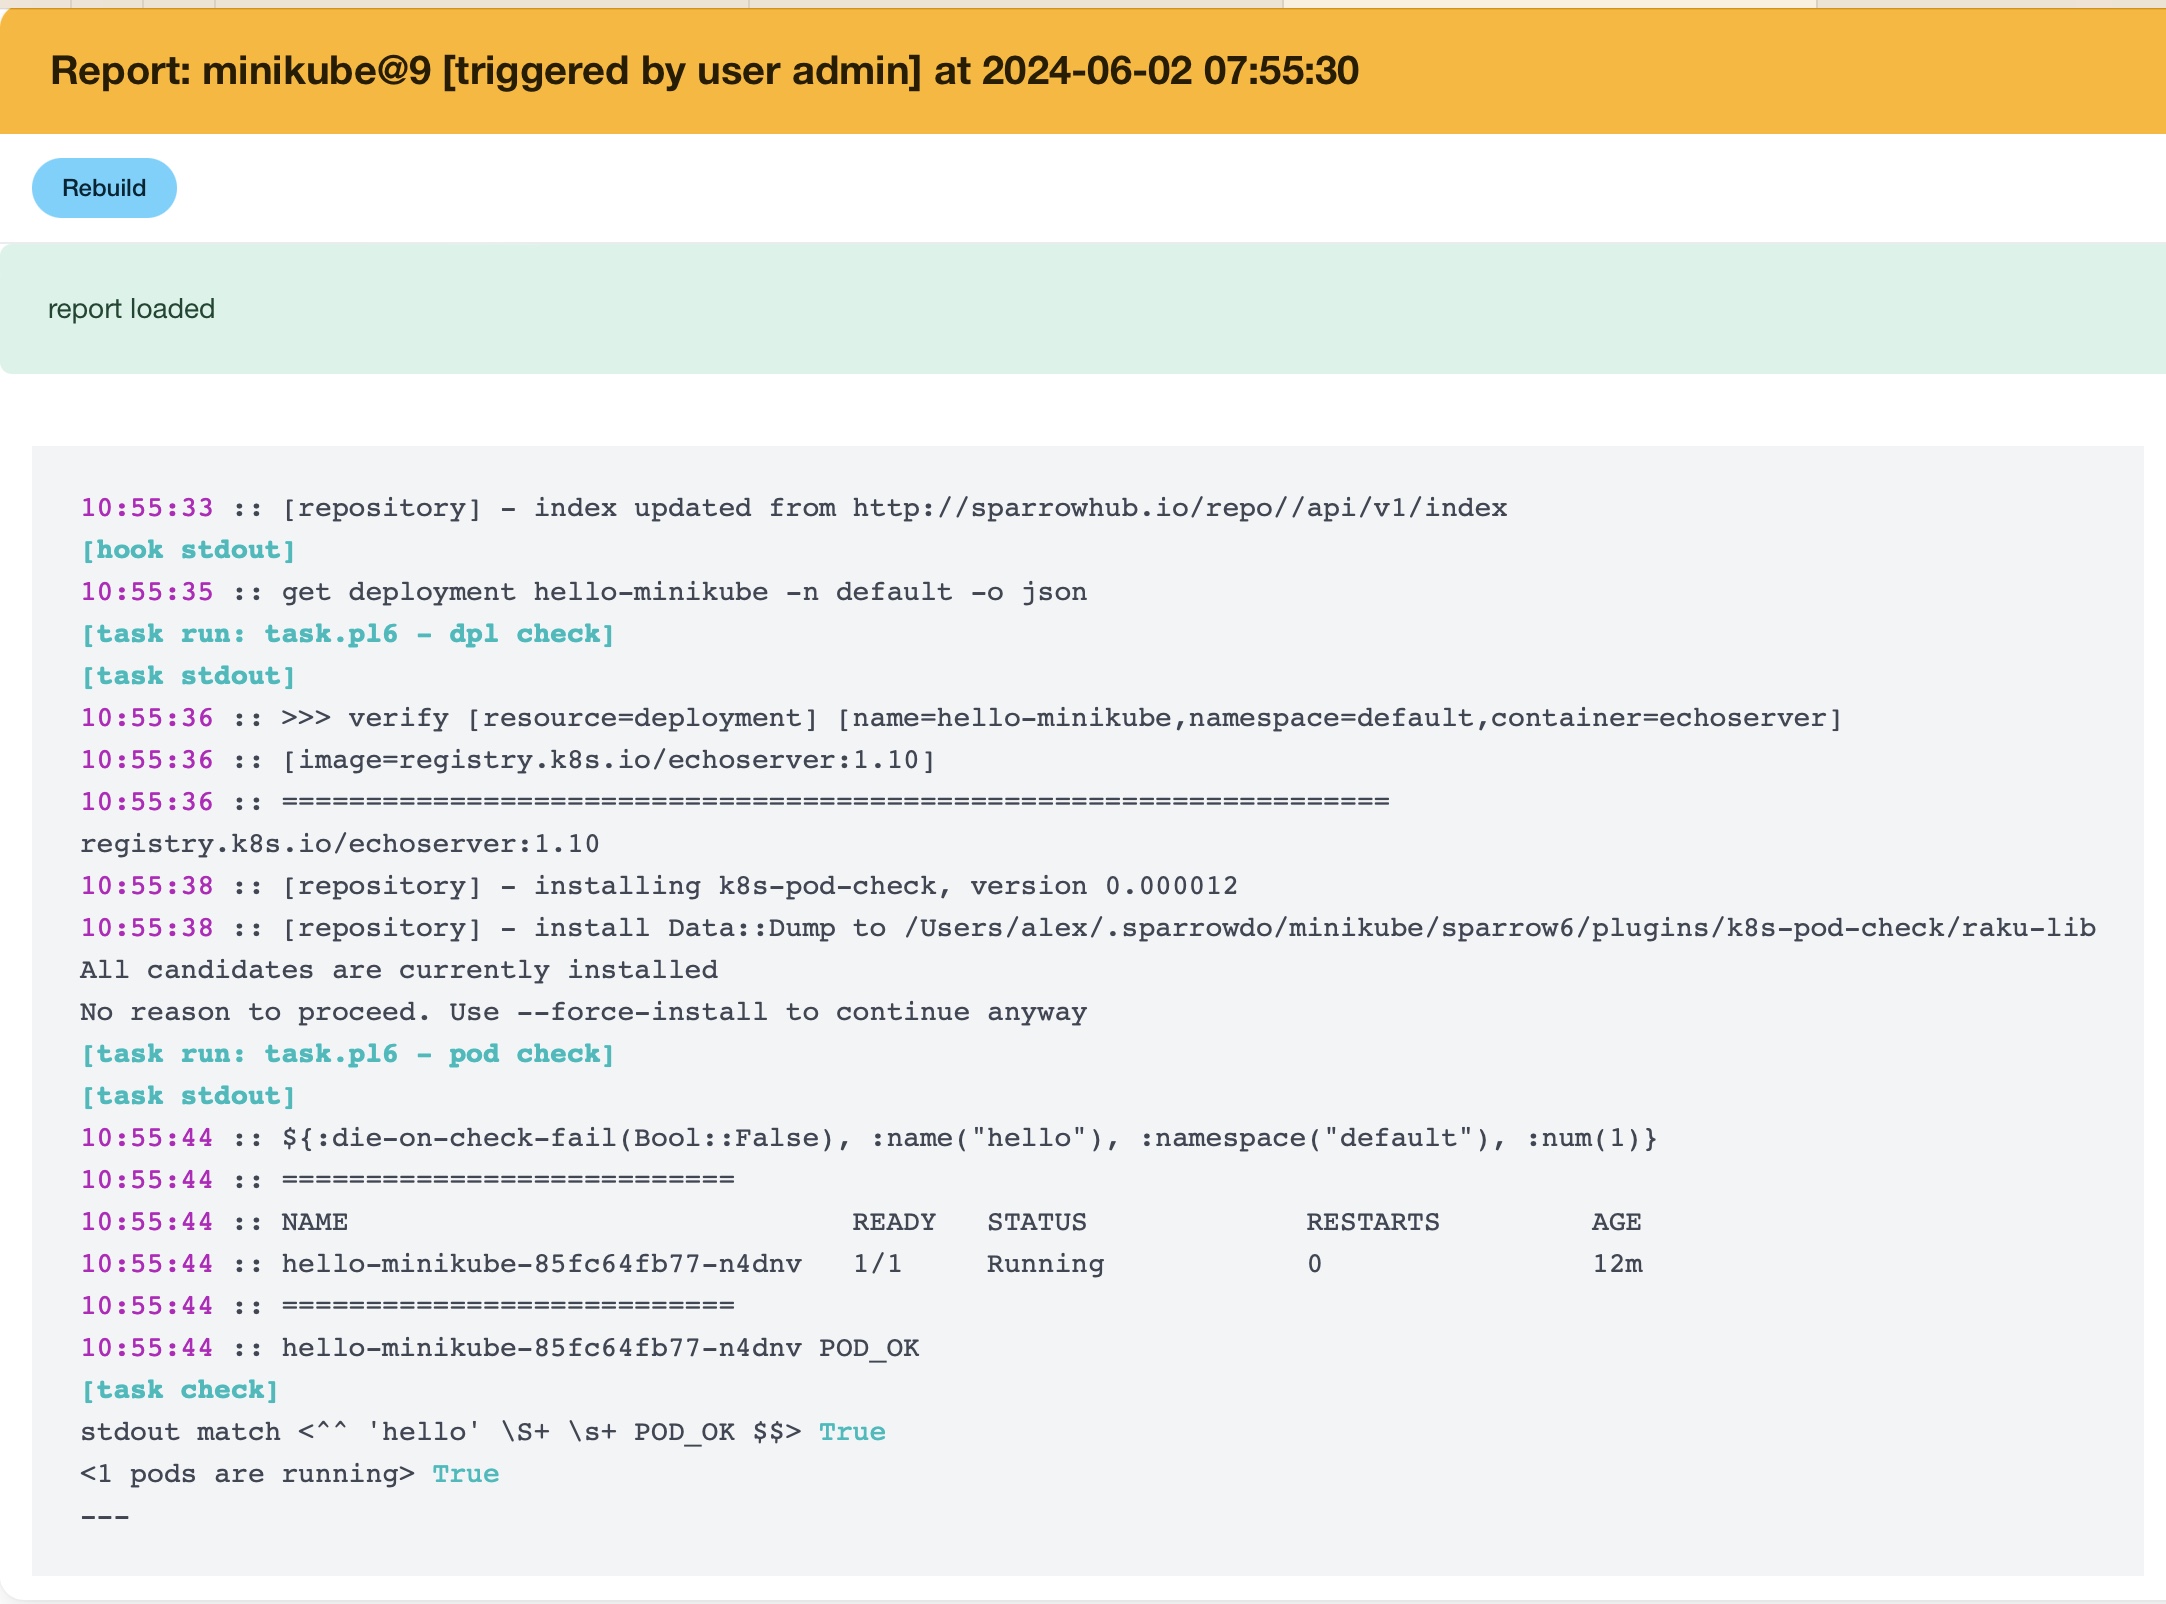 Report: minikube@9 [triggered by user admin] at 2024-06-02 07:55:30
Rebuild
report loaded
10:55:33 :: [repository] - index updated from http://sparrowhub.io/repo//api/v1/index
[hook stdout]
10:55:35 :: get deployment hello-minikube -n default -o json
[task run: task.pl6 - dpl check]
[task stdout]
10:55:36 :: >>> verify [resource=deployment] [name=hello-minikube,namespace=default,container=echoserver]
10:55:36 :: [image=registry.k8s.io/echoserver:1.10]
10:55:36 :: ==================================================================
registry.k8s.io/echoserver:1.10
10:55:38 :: [repository] - installing k8s-pod-check, version 0.000012
10:55:38 :: [repository] - install Data::Dump to /Users/alex/.sparrowdo/minikube/sparrow6/plugins/k8s-pod-check/raku-lib
All candidates are currently installed
No reason to proceed. Use --force-install to continue anyway
[task run: task.pl6 - pod check]
[task stdout]
10:55:44 :: ${:die-on-check-fail(Bool::False), :name("hello"), :namespace("default"), :num(1)}
10:55:44 :: ===========================
10:55:44 :: NAME                              READY   STATUS             RESTARTS         AGE
10:55:44 :: hello-minikube-85fc64fb77-n4dnv   1/1     Running            0                12m
10:55:44 :: ===========================
10:55:44 :: hello-minikube-85fc64fb77-n4dnv POD_OK
[task check]
stdout match <^^ 'hello' \S+ \s+ POD_OK $$> True
<1 pods are running> True
---